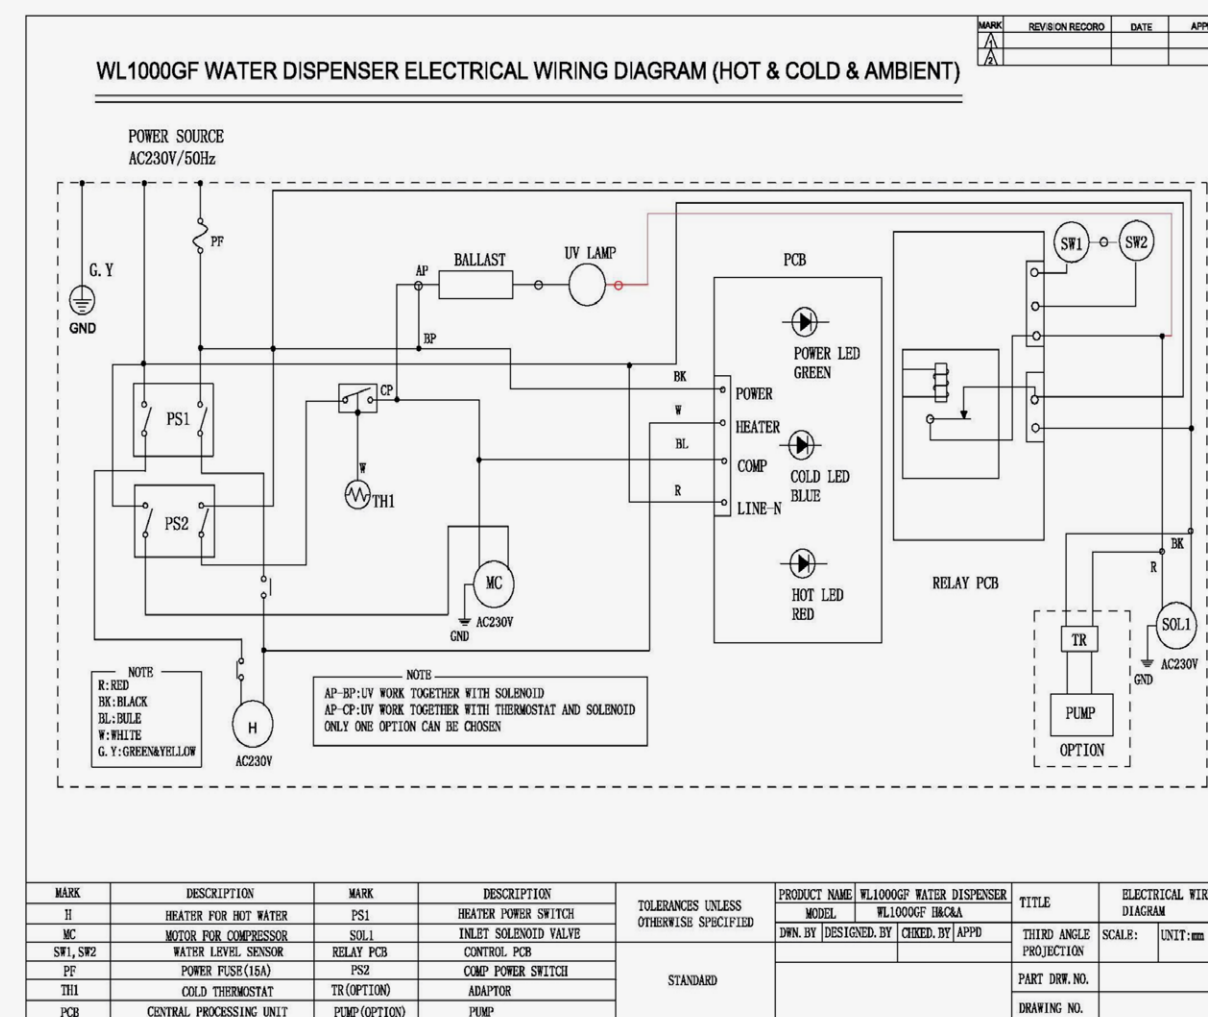 MARK REVISION RECORO DATE APP
1
2
WL1000GF WATER DISPENSER ELECTRICAL WIRING DIAGRAM (HOT & COLD & AMBIENT)
POWER SOURCE
AC230V/50Hz
PF
G.Y
GND
AP
BALLAST
UV LAMP
BP
PCB
SW1
SW2
POWER LED
GREEN
PS1
CP
BK
POWER
W
HEATER
BL
COMP
COLD LED
BLUE
R
LINE-N
W
TH1
PS2
MC
GND
AC230V
HOT LED
RED
RELAY PCB
BK
R
SOL1
GND
AC230V
TR
PUMP
OPTION
NOTE
R:RED
BK:BLACK
BL:BULE
W:WHITE
G.Y:GREEN&YELLOW
H
AC230V
NOTE
AP-BP:UV WORK TOGETHER WITH SOLENOID
AP-CP:UV WORK TOGETHER WITH THERMOSTAT AND SOLENOID
ONLY ONE OPTION CAN BE CHOSEN
MARK DESCRIPTION MARK DESCRIPTION
H HEATER FOR HOT WATER PS1 HEATER POWER SWITCH
MC MOTOR FOR COMPRESSOR SOL1 INLET SOLENOID VALVE
SW1,SW2 WATER LEVEL SENSOR RELAY PCB CONTROL PCB
PF POWER FUSE(15A) PS2 COMP POWER SWITCH
TH1 COLD THERMOSTAT TR(OPTION) ADAPTOR
PCB CENTRAL PROCESSING UNIT PUMP(OPTION) PUMP
TOLERANCES UNLESS
OTHERWISE SPECIFIED
STANDARD
PRODUCT NAME WL1000GF WATER DISPENSER
MODEL WL1000GF H&C&A
DWN.BY DESIGNED.BY CHKED.BY APPD
TITLE ELECTRICAL WIR
DIAGRAM
THIRD ANGLE
PROJECTION
SCALE: UNIT:mm
PART DRW.NO.
DRAWING NO.